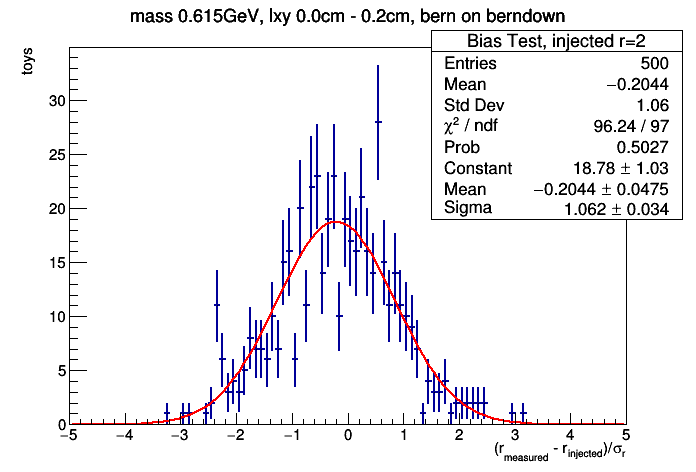 mass 0.615GeV, lxy 0.0cm - 0.2cm, bern on berndown
Bias Test, injected r=2
Entries 500
Mean −0.2044
Std Dev 1.06
χ² / ndf 96.24 / 97
Prob 0.5027
Constant 18.78 ± 1.03
Mean −0.2044 ± 0.0475
Sigma 1.062 ± 0.034
toys
30
25
20
15
10
5
0
−5 −4 −3 −2 −1 0 1 2 3 4 5
(r_measured - r_injected)/σ_r